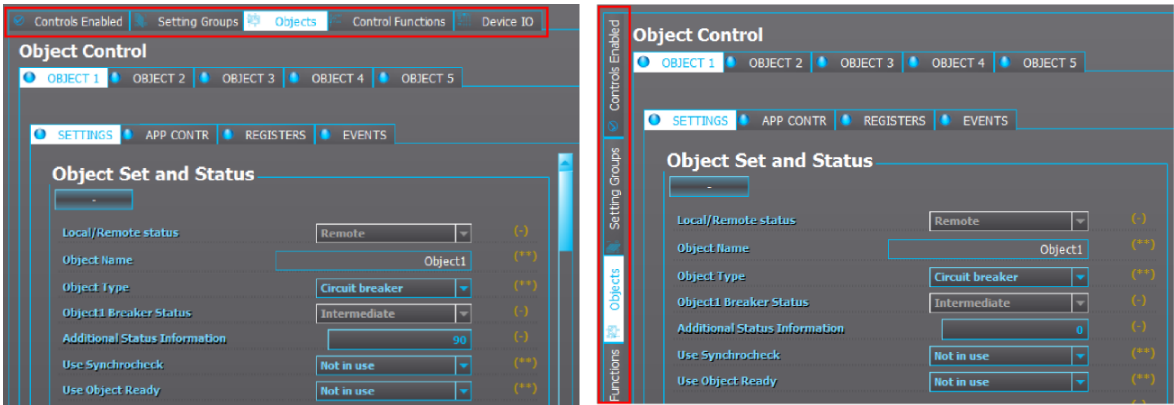 Controls Enabled Setting Groups Objects Control Functions Device IO
Object Control
OBJECT 1 OBJECT 2 OBJECT 3 OBJECT 4 OBJECT 5
SETTINGS APP CONTR REGISTERS EVENTS
Object Set and Status
-
Local/Remote status Remote (-)
Object Name Object1 (**)
Object Type Circuit breaker (**)
Object1 Breaker Status Intermediate (-)
Additional Status Information 90 (-)
Use Synchrocheck Not in use (**)
Use Object Ready Not in use (**)
Controls Enabled
Setting Groups
Objects
Functions
Object Control
OBJECT 1 OBJECT 2 OBJECT 3 OBJECT 4 OBJECT 5
SETTINGS APP CONTR REGISTERS EVENTS
Object Set and Status
-
Local/Remote status Remote (-)
Object Name Object1 (**)
Object Type Circuit breaker (**)
Object1 Breaker Status Intermediate (-)
Additional Status Information 0 (-)
Use Synchrocheck Not in use (**)
Use Object Ready Not in use (**)